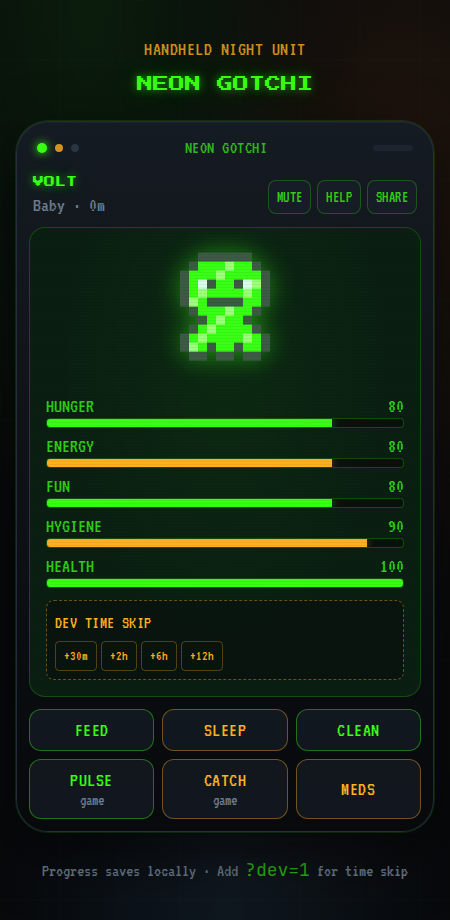 HANDHELD NIGHT UNIT
NEON GOTCHI
NEON GOTCHI
VOLT
Baby · 0m
MUTE HELP SHARE
HUNGER 80
ENERGY 80
FUN 80
HYGIENE 90
HEALTH 100
DEV TIME SKIP
+30m +2h +6h +12h
FEED SLEEP CLEAN
PULSE CATCH MEDS
game game
Progress saves locally · Add ?dev=1 for time skip